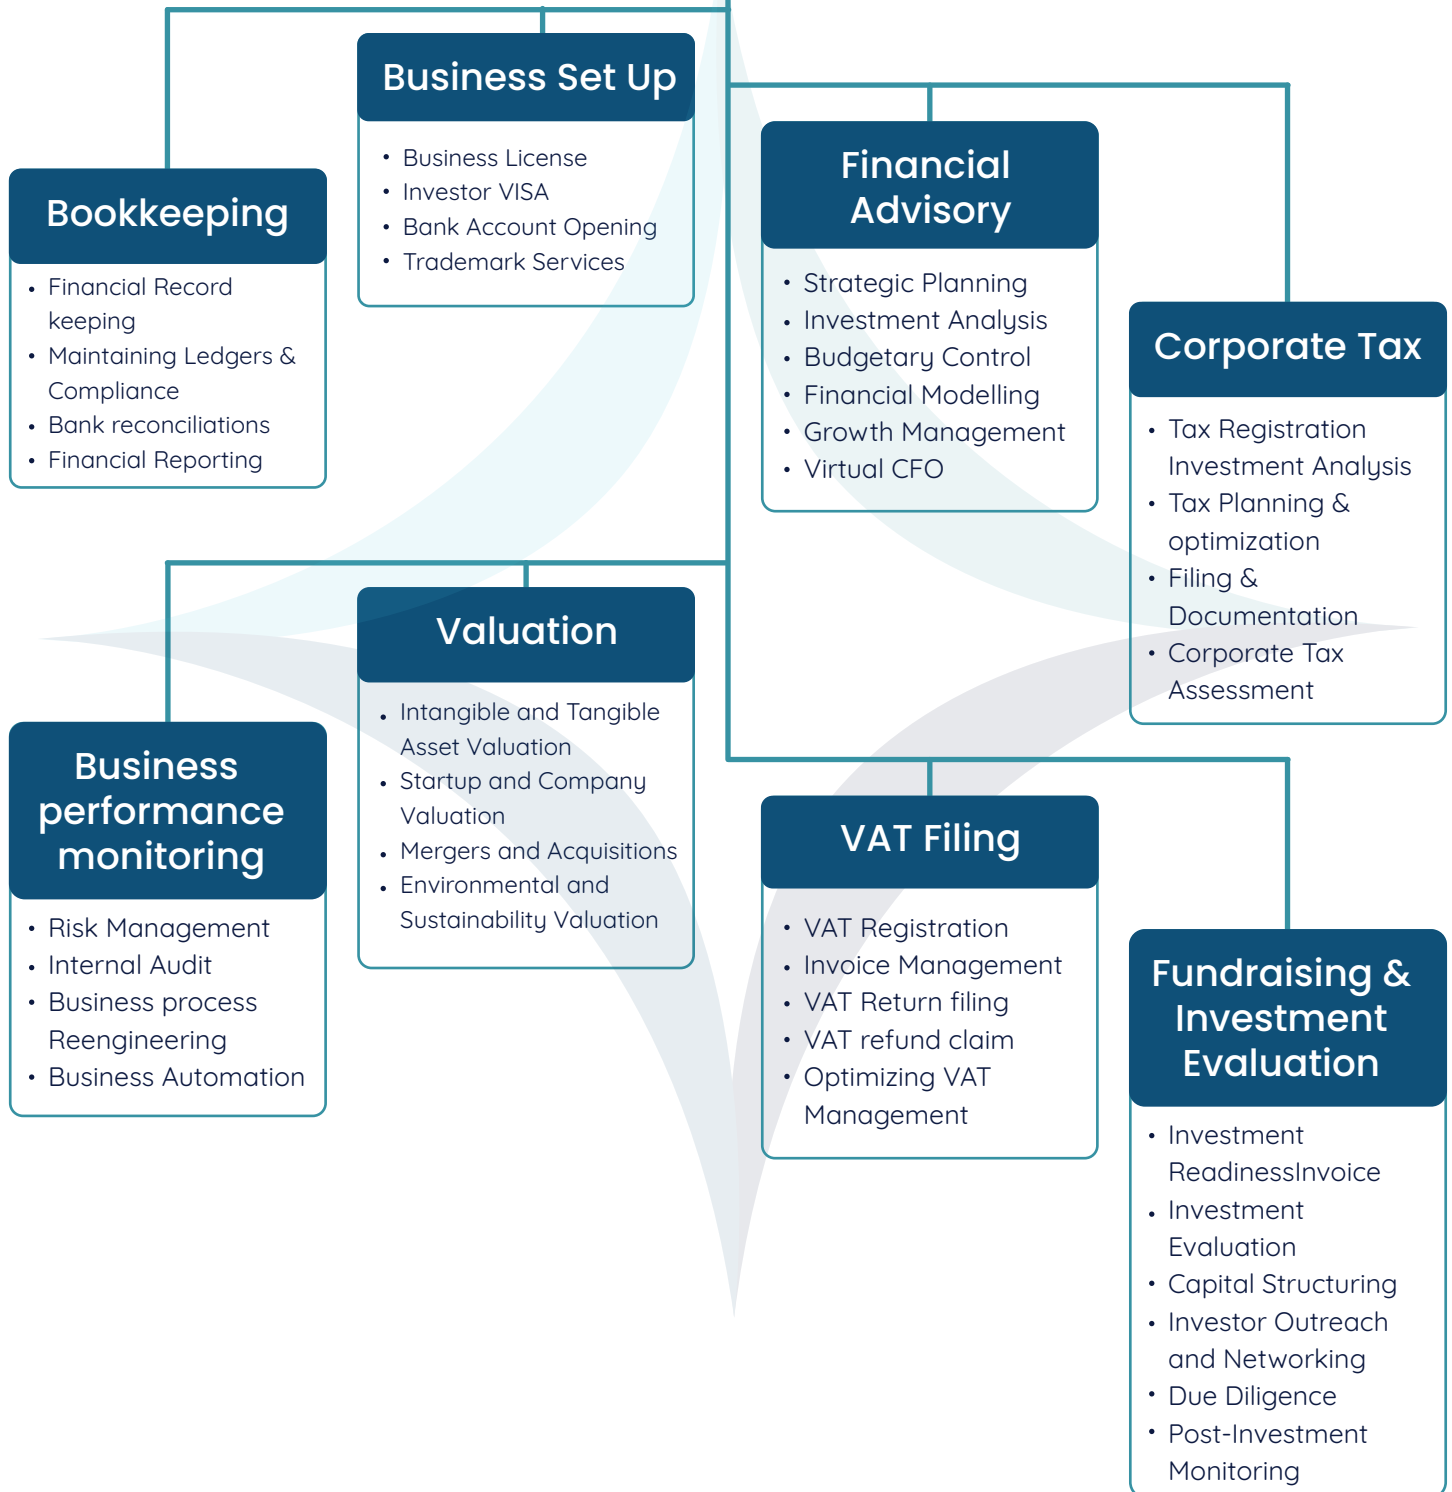 Business Set Up
• Business License
• Investor VISA
• Bank Account Opening
• Trademark Services
Bookkeeping
• Financial Record
keeping
• Maintaining Ledgers &
Compliance
• Bank reconciliations
• Financial Reporting
Financial
Advisory
• Strategic Planning
• Investment Analysis
• Budgetary Control
• Financial Modelling
• Growth Management
• Virtual CFO
Corporate Tax
• Tax Registration
Investment Analysis
• Tax Planning &
optimization
• Filing &
Documentation
• Corporate Tax
Assessment
Valuation
• Intangible and Tangible
Asset Valuation
• Startup and Company
Valuation
• Mergers and Acquisitions
• Environmental and
Sustainability Valuation
Business
performance
monitoring
• Risk Management
• Internal Audit
• Business process
Reengineering
• Business Automation
VAT Filing
• VAT Registration
• Invoice Management
• VAT Return filing
• VAT refund claim
• Optimizing VAT
Management
Fundraising &
Investment
Evaluation
• Investment
ReadinessInvoice
• Investment
Evaluation
• Capital Structuring
• Investor Outreach
and Networking
• Due Diligence
• Post-Investment
Monitoring